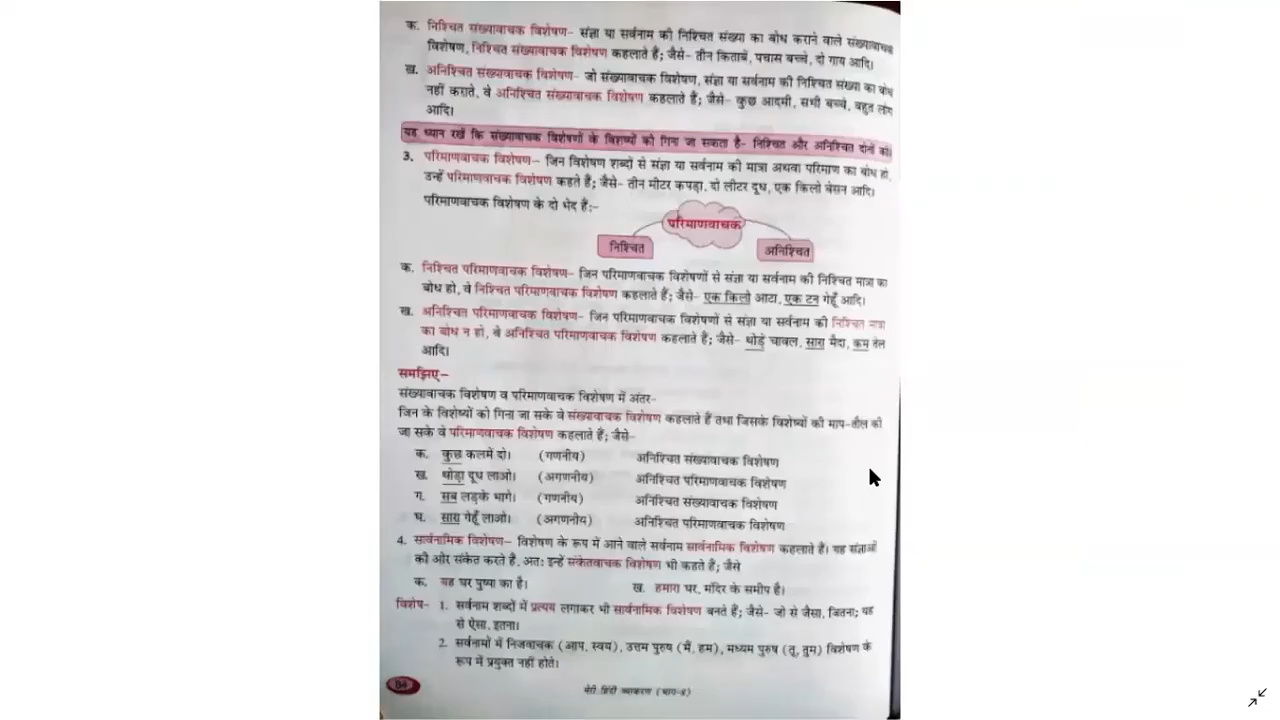 क. निश्चित संख्यावाचक विशेषण- संज्ञा या सर्वनाम की निश्चित संख्या का बोध कराने वाले संख्यावाचक
विशेषण, निश्चित संख्यावाचक विशेषण कहलाते हैं; जैसे- तीन किताबें, पचास बच्चे, दो गाय आदि।
ख. अनिश्चित संख्यावाचक विशेषण- जो संख्यावाचक विशेषण, संज्ञा या सर्वनाम की निश्चित संख्या का बोध
नहीं कराते, वे अनिश्चित संख्यावाचक विशेषण कहलाते हैं; जैसे- कुछ आदमी, सभी बच्चे, बहुत लोग
आदि।
यह ध्यान रखें कि संख्यावाचक विशेषणों के विशेष्यों को गिना जा सकता है- निश्चित और अनिश्चित दोनों को।
3. परिमाणवाचक विशेषण- जिन विशेषण शब्दों से संज्ञा या सर्वनाम की मात्रा अथवा परिमाण का बोध हो,
उन्हें परिमाणवाचक विशेषण कहते हैं; जैसे- तीन मीटर कपड़ा, दो लीटर दूध, एक किलो बेसन आदि।
परिमाणवाचक विशेषण के दो भेद हैं:-
परिमाणवाचक
निश्चित अनिश्चित
क. निश्चित परिमाणवाचक विशेषण- जिन परिमाणवाचक विशेषणों से संज्ञा या सर्वनाम की निश्चित मात्रा का
बोध हो, वे निश्चित परिमाणवाचक विशेषण कहलाते हैं; जैसे- एक किलो आटा, एक टन गेहूँ आदि।
ख. अनिश्चित परिमाणवाचक विशेषण- जिन परिमाणवाचक विशेषणों से संज्ञा या सर्वनाम की निश्चित मात्रा
का बोध न हो, वे अनिश्चित परिमाणवाचक विशेषण कहलाते हैं; जैसे- थोड़े चावल, सारा मैदा, कम तेल
आदि।
समझिए-
संख्यावाचक विशेषण व परिमाणवाचक विशेषण में अंतर-
जिन के विशेष्यों को गिना जा सके वे संख्यावाचक विशेषण कहलाते हैं तथा जिसके विशेष्यों की माप-तौल की
जा सके वे परिमाणवाचक विशेषण कहलाते हैं; जैसे-
क. कुछ कलमें दो। (गणनीय) अनिश्चित संख्यावाचक विशेषण
ख. थोड़ा दूध लाओ। (अगणनीय) अनिश्चित परिमाणवाचक विशेषण
ग. सब लड़के भागे। (गणनीय) अनिश्चित संख्यावाचक विशेषण
घ. सारा गेहूँ लाओ। (अगणनीय) अनिश्चित परिमाणवाचक विशेषण
4. सार्वनामिक विशेषण- विशेषण के रूप में आने वाले सर्वनाम सार्वनामिक विशेषण कहलाते हैं। यह संज्ञाओं
की ओर संकेत करते हैं, अतः इन्हें संकेतवाचक विशेषण भी कहते हैं; जैसे
क. यह घर पुष्पा का है। ख. हमारा घर, मंदिर के समीप है।
विशेष- 1. सर्वनाम शब्दों में प्रत्यय लगाकर भी सार्वनामिक विशेषण बनते हैं; जैसे- जो से जैसा, जितना; यह
से ऐसा, इतना।
2. सर्वनामों में निजवाचक (आप, स्वयं), उत्तम पुरुष (मैं, हम), मध्यम पुरुष (तू, तुम) विशेषण के
रूप में प्रयुक्त नहीं होते।
84 मेरी हिंदी व्याकरण (भाग-8)